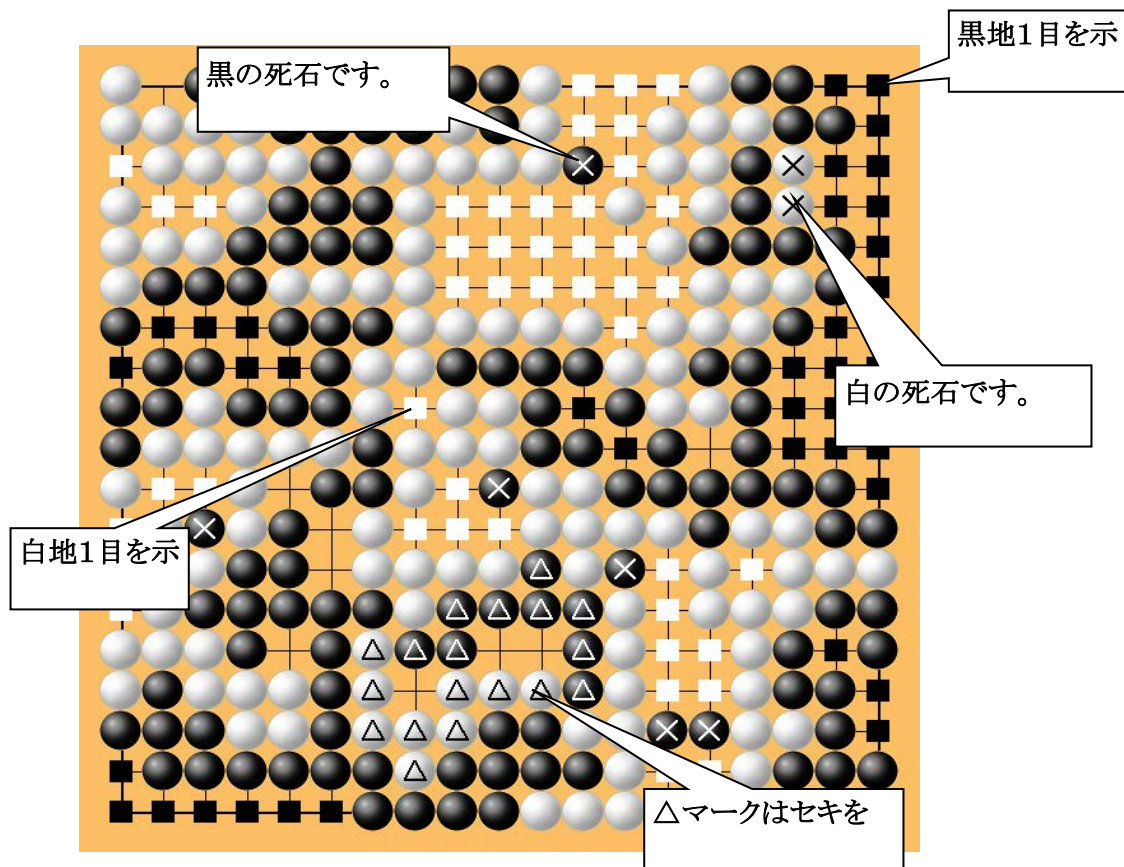 黒地１目を示
黒の死石です。
白の死石です。
白地１目を示
△マークはセキを